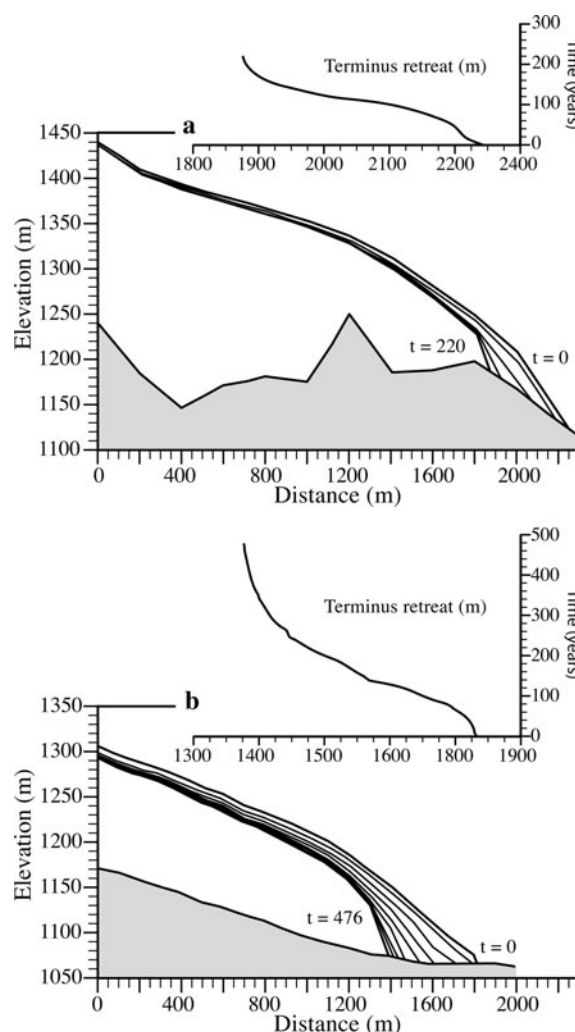 300
200
100
0
Time (years)
Terminus retreat (m)
1800 1900 2000 2100 2200 2300 2400
a
1450
1400
1350
1300
1250
1200
1150
1100
Elevation (m)
t = 220
t=0
0 400 800 1200 1600 2000
Distance (m)
500
400
300
200
100
0
Time (years)
Terminus retreat (m)
1300 1400 1500 1600 1700 1800 1900
b
1350
1300
1250
1200
1150
1100
1050
Elevation (m)
t = 476
t=0
0 400 800 1200 1600 2000
Distance (m)